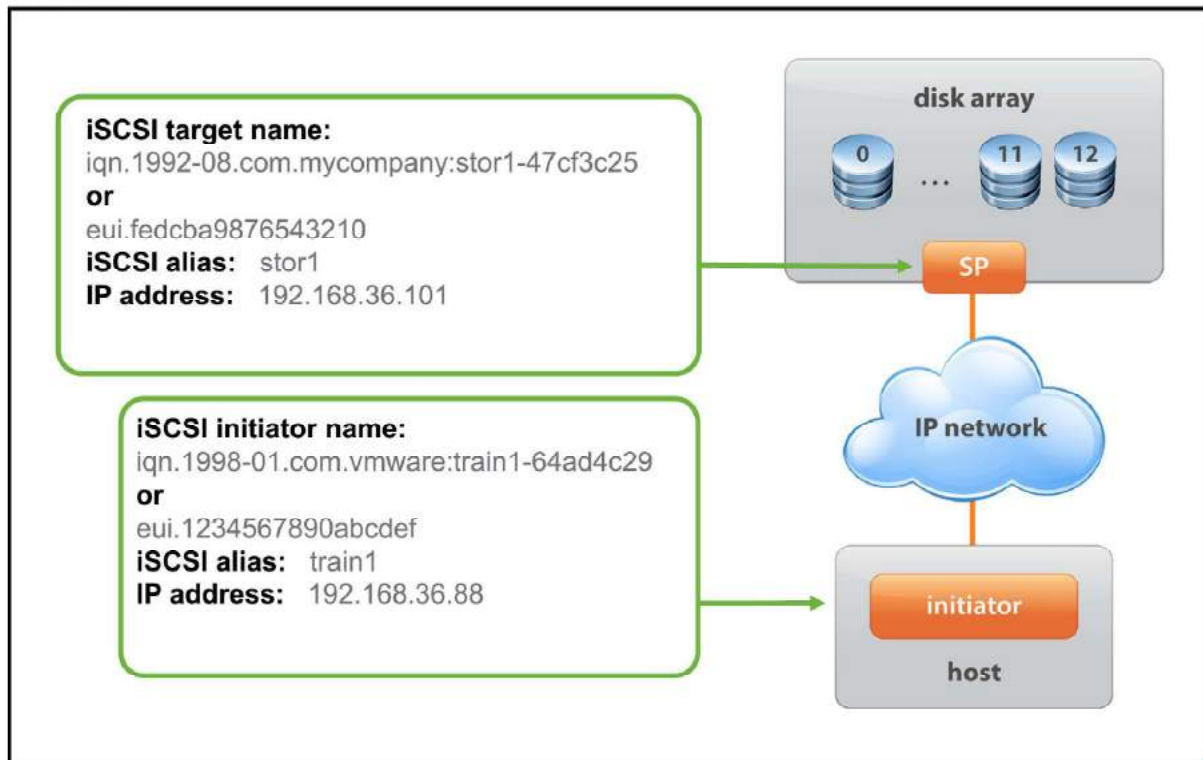 iSCSI target name:
iqn.1992-08.com.mycompany:stor1-47cf3c25
or
eui.fedcba9876543210
iSCSI alias: stor1
IP address: 192.168.36.101
iSCSI initiator name:
iqn.1998-01.com.vmware:train1-64ad4c29
or
eui.1234567890abcdef
iSCSI alias: train1
IP address: 192.168.36.88
disk array
0 ... 11 12
SP
IP network
initiator
host